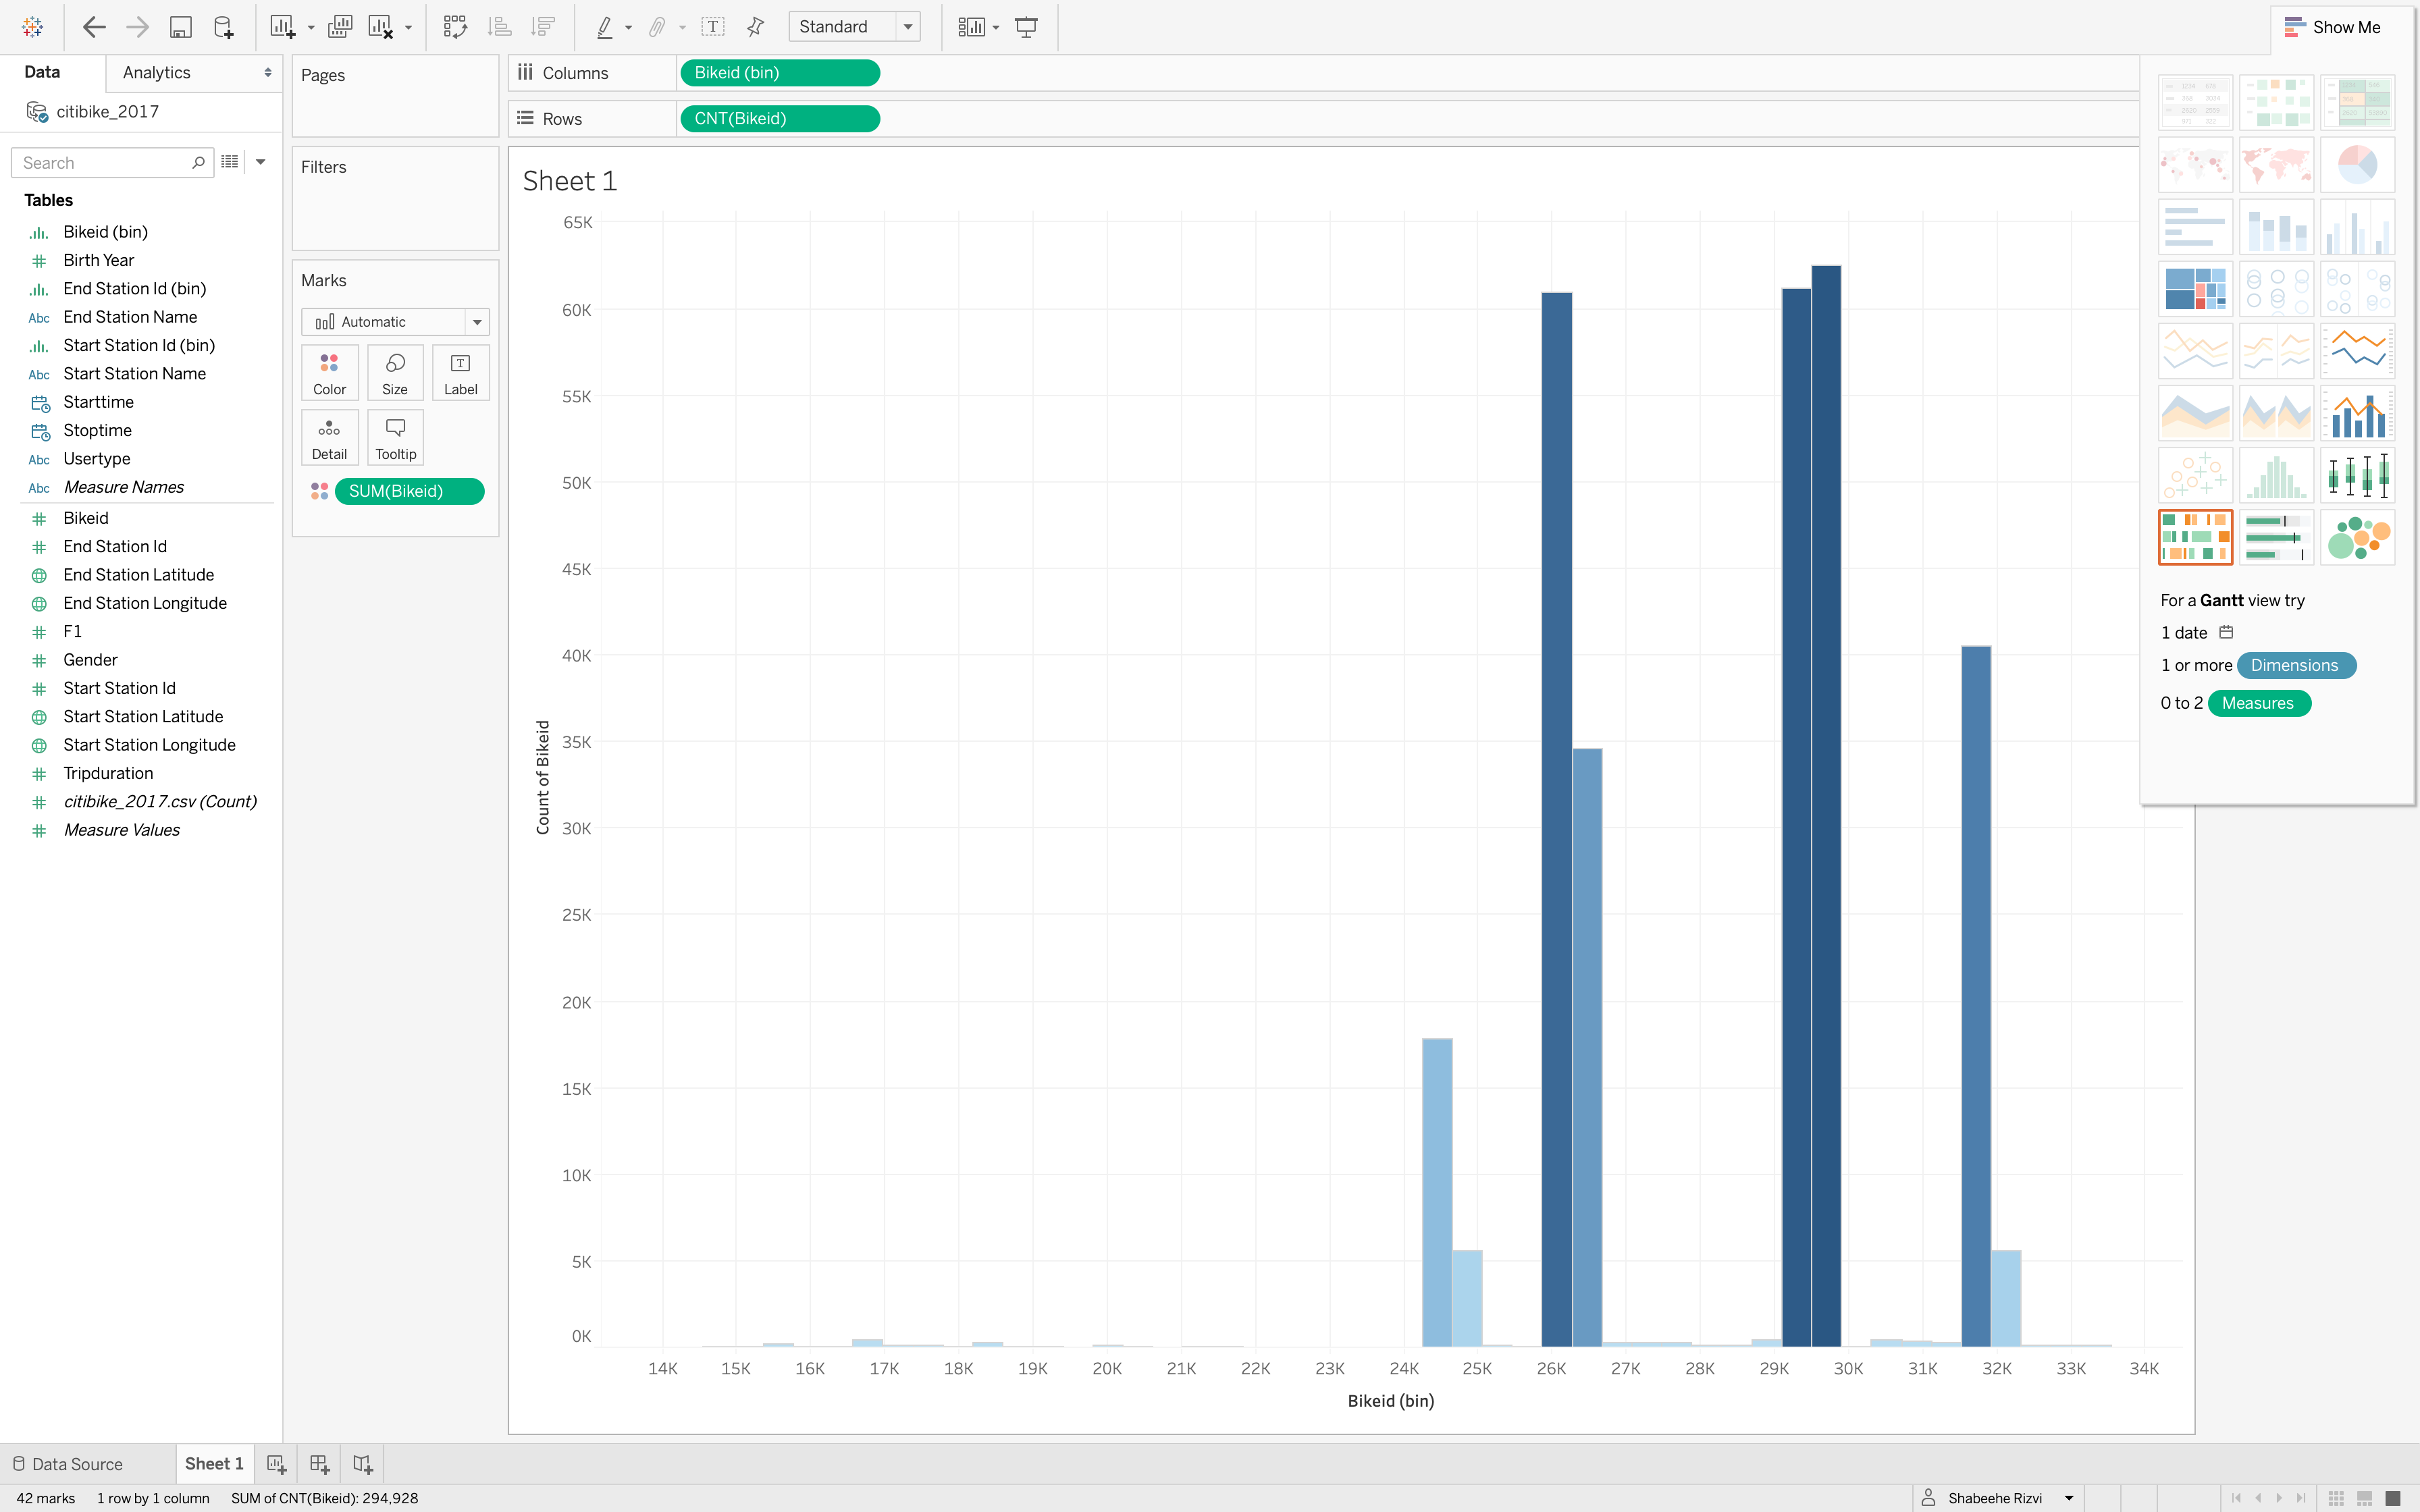 Standard
Show Me
Data
Analytics
citibike_2017
Search
Tables
Bikeid (bin)
Birth Year
End Station Id (bin)
Abc End Station Name
Start Station Id (bin)
Abc Start Station Name
Starttime
Stoptime
Abc Usertype
Abc Measure Names
Bikeid
End Station Id
End Station Latitude
End Station Longitude
F1
Gender
Start Station Id
Start Station Latitude
Start Station Longitude
Tripduration
citibike_2017.csv (Count)
Measure Values
Pages
Filters
Marks
Automatic
Color Size Label
Detail Tooltip
SUM(Bikeid)
Columns Bikeid (bin)
Rows CNT(Bikeid)
Sheet 1
65K
60K
55K
50K
45K
40K
35K
30K
25K
20K
15K
10K
5K
0K
Count of Bikeid
14K 15K 16K 17K 18K 19K 20K 21K 22K 23K 24K 25K 26K 27K 28K 29K 30K 31K 32K 33K 34K
Bikeid (bin)
For a Gantt view try
1 date
1 or more Dimensions
0 to 2 Measures
Data Source
Sheet 1
42 marks 1 row by 1 column SUM of CNT(Bikeid): 294,928
Shabeehe Rizvi